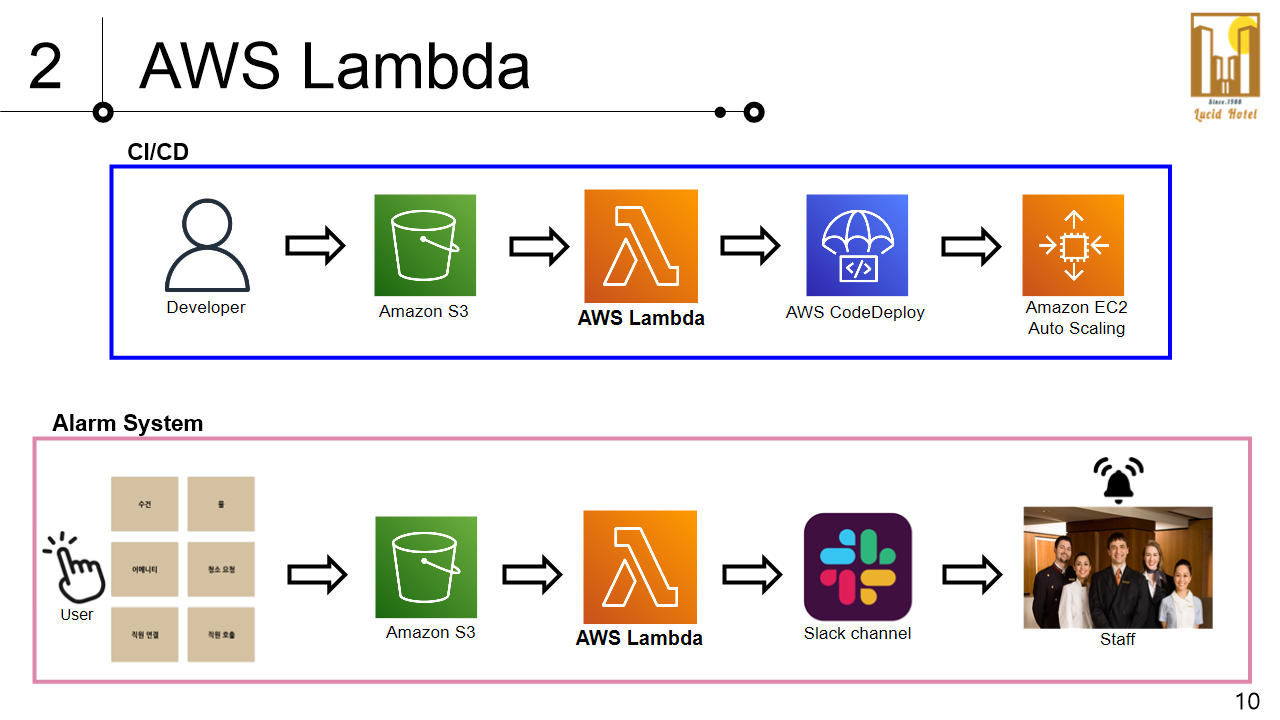 2
AWS Lambda
Since.1988
Lucid Hotel
CI/CD
Developer
Amazon S3
AWS Lambda
AWS CodeDeploy
Amazon EC2
Auto Scaling
Alarm System
User
수건
물
어메니티
청소 요청
직원 연결
직원 호출
Amazon S3
AWS Lambda
Slack channel
Staff
10